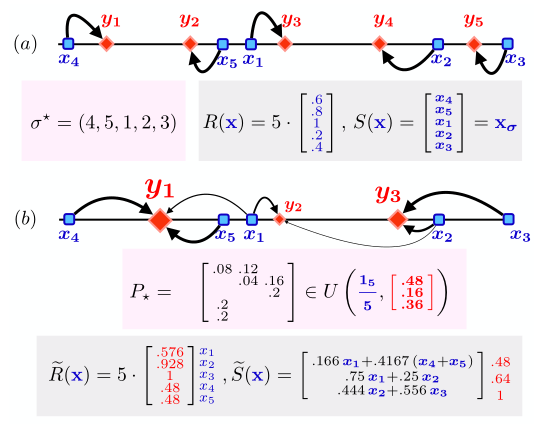 (a) y₁ y₂ y₃ y₄ y₅
x₄ x₅ x₁ x₂ x₃
σ⋆ = (4, 5, 1, 2, 3)
R(x) = 5 · [.6 .8 1 .2 .4], S(x) = [x₄ x₅ x₁ x₂ x₃] = x_σ
(b) y₁ y₂ y₃
x₄ x₅ x₁ x₂ x₃
P⋆ = [.08 .12
.04 .16
.2
.2
.2] ∈ U (1₅/5, [.48 .16 .36])
R̃(x) = 5 · [.576 .928 1 .48 .48] x₁ x₂ x₃ x₄ x₅, S̃(x) = [.166 x₁+.4167 (x₄+x₅)
.75 x₁+.25 x₂
.444 x₂+.556 x₃] .48 .64 1